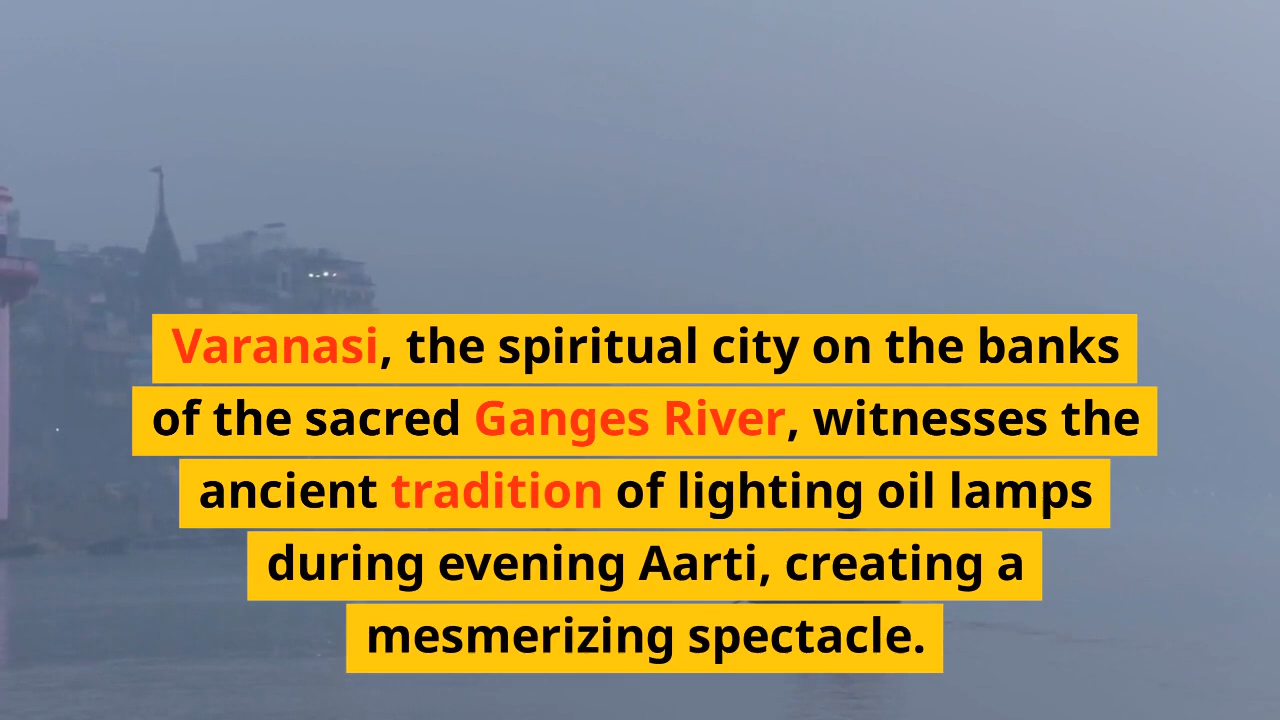 Varanasi, the spiritual city on the banks
of the sacred Ganges River, witnesses the
ancient tradition of lighting oil lamps
during evening Aarti, creating a
mesmerizing spectacle.